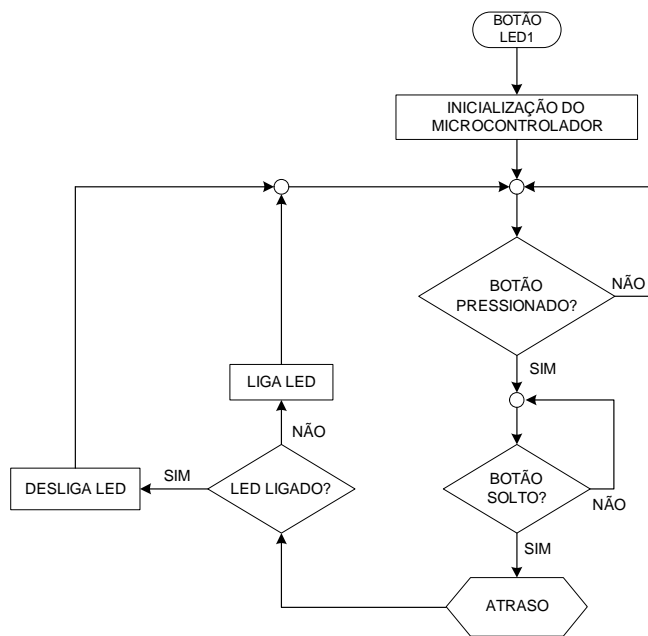 BOTÃO
LED1
INICIALIZAÇÃO DO
MICROCONTROLADOR
BOTÃO
PRESSIONADO?
NÃO
SIM
LIGA LED
NÃO
DESLIGA LED
SIM
LED LIGADO?
BOTÃO
SOLTO?
NÃO
SIM
ATRASO